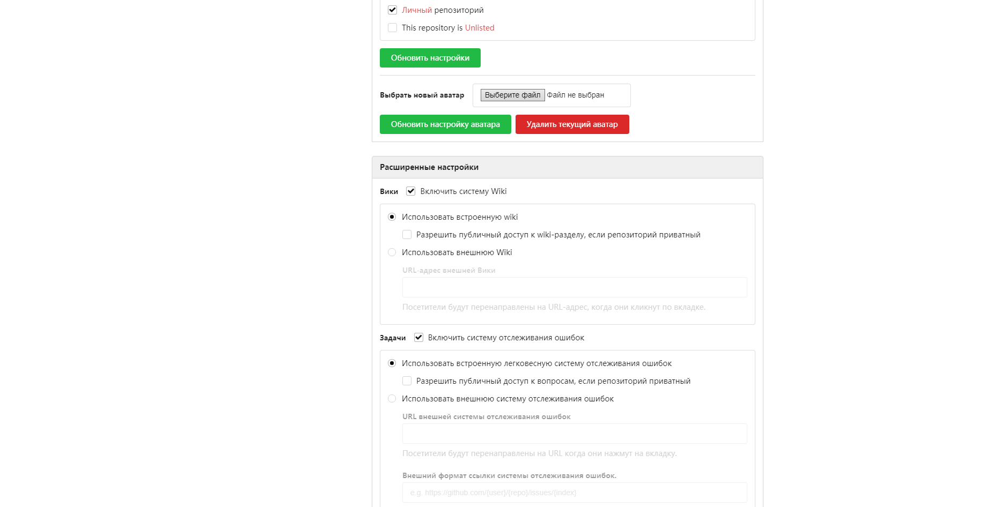 Личный репозиторий
This repository is Unlisted
Обновить настройки
Выбрать новый аватар Выберите файл Файл не выбран
Обновить настройку аватара Удалить текущий аватар
Расширенные настройки
Вики Включить систему Wiki
Использовать встроенную wiki
Разрешить публичный доступ к wiki-разделу, если репозиторий приватный
Использовать внешнюю Wiki
URL-адрес внешней Вики
Посетители будут перенаправлены на URL-адрес, когда они кликнут по вкладке.
Задачи Включить систему отслеживания ошибок
Использовать встроенную легковесную систему отслеживания ошибок
Разрешить публичный доступ к вопросам, если репозиторий приватный
Использовать внешнюю систему отслеживания ошибок
URL внешней системы отслеживания ошибок
Посетители будут перенаправлены на URL когда они нажмут на вкладку.
Внешний формат ссылки системы отслеживания ошибок.
e.g. https://github.com/{user}/{repo}/issues/{index}